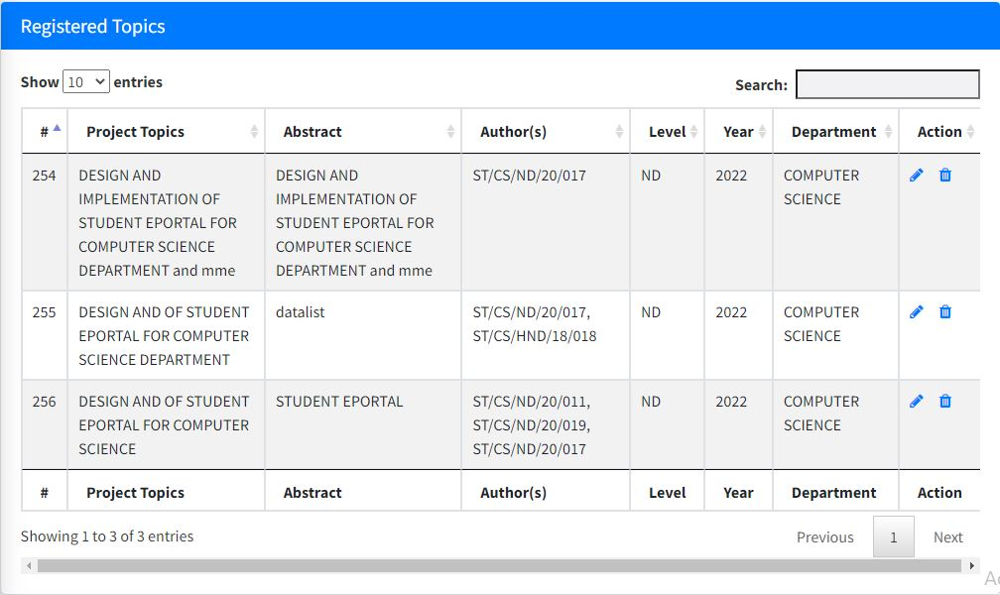 Registered Topics
Show 10 entries
Search:
# Project Topics Abstract Author(s) Level Year Department Action
254 DESIGN AND DESIGN AND ST/CS/ND/20/017 ND 2022 COMPUTER
IMPLEMENTATION OF IMPLEMENTATION OF SCIENCE
STUDENT EPORTAL FOR STUDENT EPORTAL FOR
COMPUTER SCIENCE COMPUTER SCIENCE
DEPARTMENT and mme DEPARTMENT and mme
255 DESIGN AND OF STUDENT datalist ST/CS/ND/20/017, ND 2022 COMPUTER
EPORTAL FOR COMPUTER ST/CS/HND/18/018 SCIENCE
SCIENCE DEPARTMENT
256 DESIGN AND OF STUDENT STUDENT EPORTAL ST/CS/ND/20/011, ND 2022 COMPUTER
EPORTAL FOR COMPUTER ST/CS/ND/20/019, SCIENCE
SCIENCE ST/CS/ND/20/017
# Project Topics Abstract Author(s) Level Year Department Action
Showing 1 to 3 of 3 entries
Previous 1 Next